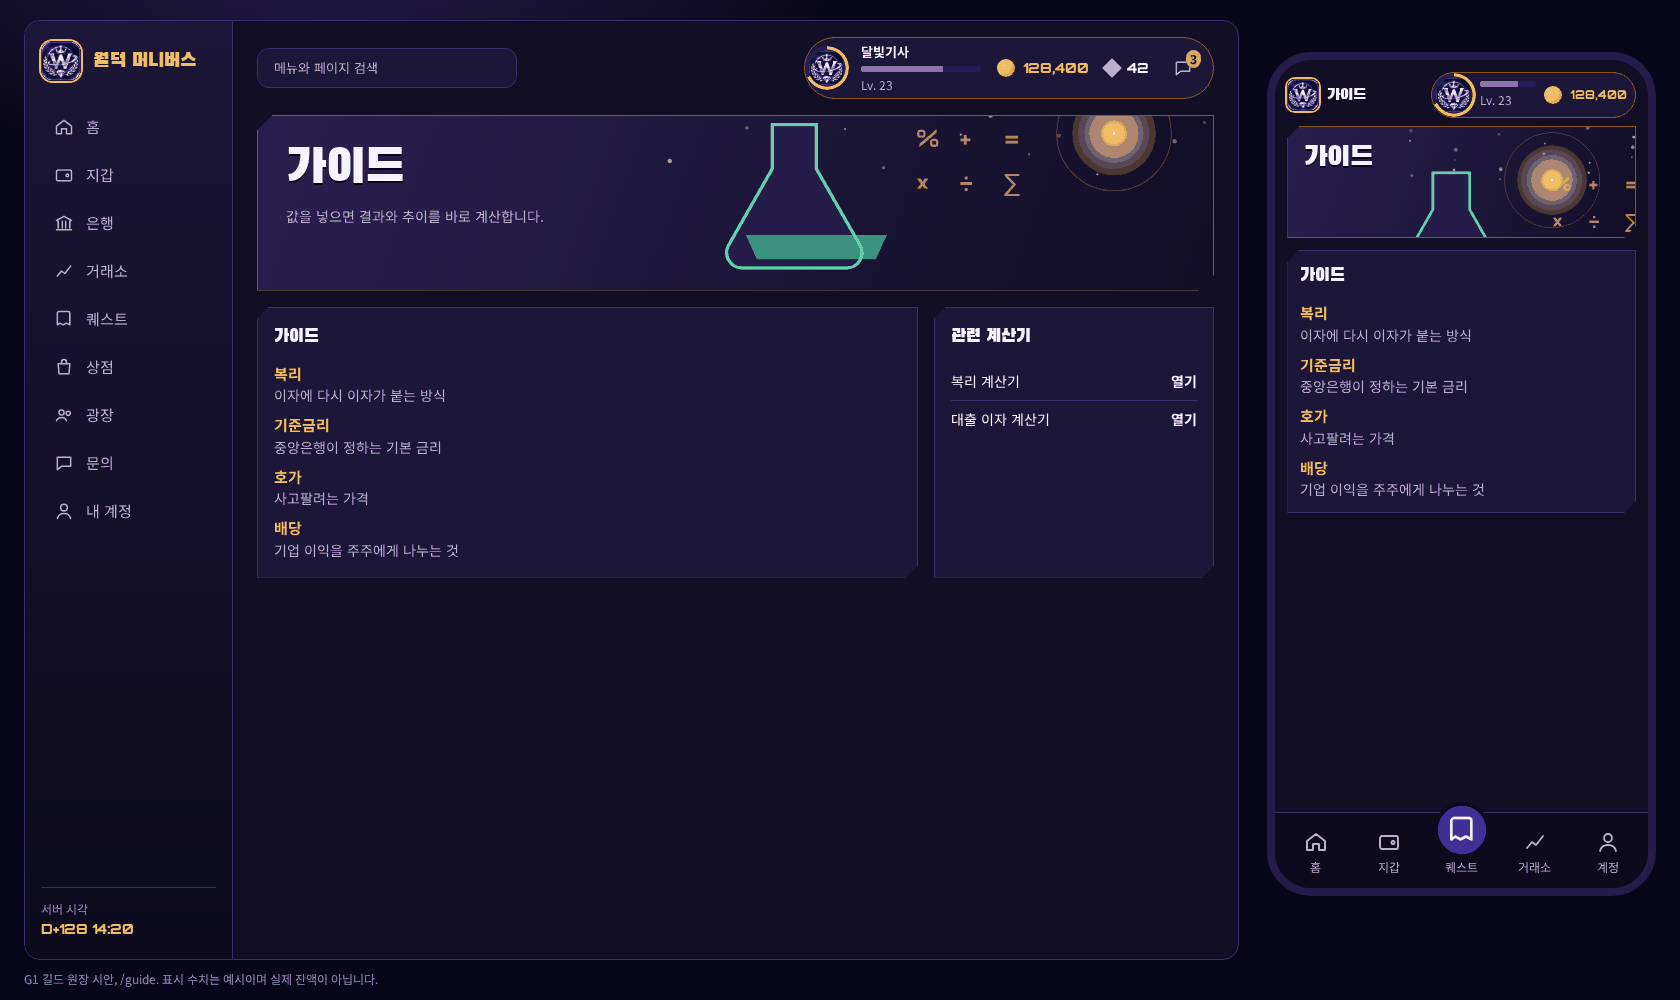 원덕 머니버스
홈
지갑
은행
거래소
퀘스트
상점
광장
문의
내 계정
서버 시각
D+128 14:20
메뉴와 페이지 검색
달빛기사
Lv. 23
128,400
42
3
가이드
값을 넣으면 결과와 추이를 바로 계산합니다.
% + =
x ÷ ∑
가이드
복리
이자에 다시 이자가 붙는 방식
기준금리
중앙은행이 정하는 기본 금리
호가
사고팔려는 가격
배당
기업 이익을 주주에게 나누는 것
관련 계산기
복리 계산기 열기
대출 이자 계산기 열기
가이드
Lv. 23
128,400
가이드
% + =
x ÷ ∑
가이드
복리
이자에 다시 이자가 붙는 방식
기준금리
중앙은행이 정하는 기본 금리
호가
사고팔려는 가격
배당
기업 이익을 주주에게 나누는 것
홈
지갑
퀘스트
거래소
계정
G1 길드 원장 시안, /guide. 표시 수치는 예시이며 실제 잔액이 아닙니다.